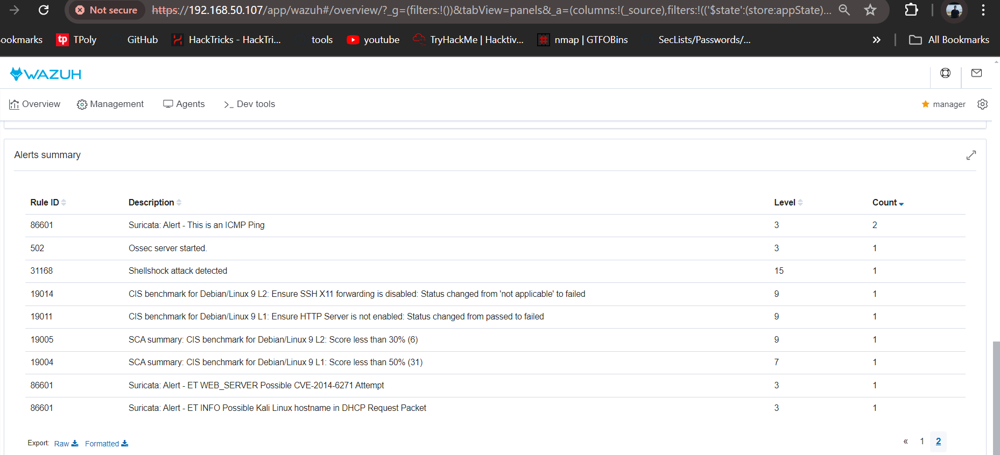 Not secure https://192.168.50.107/app/wazuh#/overview/?_g=(filters:!())&tabView=panels&_a=(columns:!(_source),filters:!(('$state':(store:appState)...
ookmarks tp TPoly GitHub HackTricks - HackTri... tools youtube TryHackMe | Hacktiv... nmap | GTFOBins SecLists/Passwords/... » All Bookmarks
WAZUH
Overview Management Agents >_ Dev tools manager
Alerts summary
Rule ID Description Level Count
86601 Suricata: Alert - This is an ICMP Ping 3 2
502 Ossec server started. 3 1
31168 Shellshock attack detected 15 1
19014 CIS benchmark for Debian/Linux 9 L2: Ensure SSH X11 forwarding is disabled: Status changed from 'not applicable' to failed 9 1
19011 CIS benchmark for Debian/Linux 9 L1: Ensure HTTP Server is not enabled: Status changed from passed to failed 9 1
19005 SCA summary: CIS benchmark for Debian/Linux 9 L2: Score less than 30% (6) 9 1
19004 SCA summary: CIS benchmark for Debian/Linux 9 L1: Score less than 50% (31) 7 1
86601 Suricata: Alert - ET WEB_SERVER Possible CVE-2014-6271 Attempt 3 1
86601 Suricata: Alert - ET INFO Possible Kali Linux hostname in DHCP Request Packet 3 1
Export: Raw Formatted « 1 2